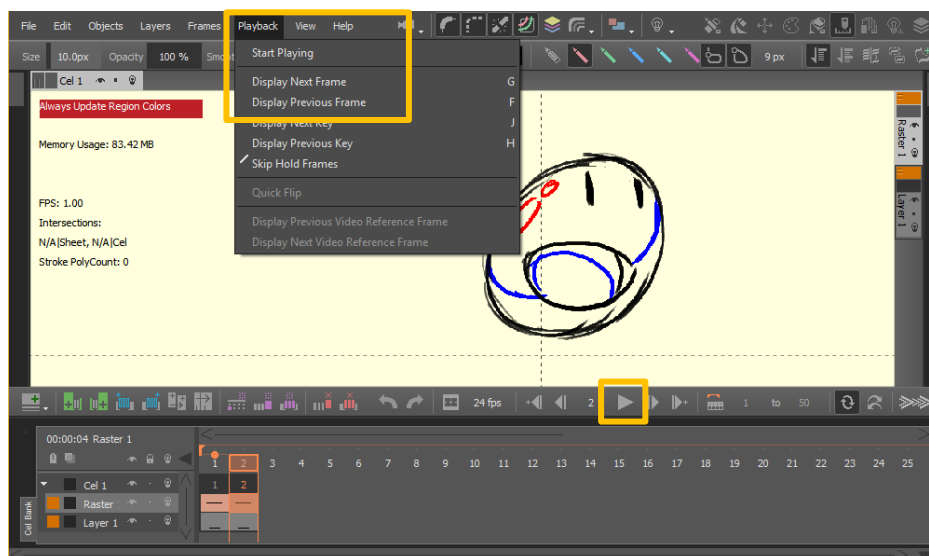 File Edit Objects Layers Frames Playback View Help
Size 10.0px Opacity 100 % 9 px
Start Playing
Display Next Frame G
Display Previous Frame F
Display Next Key J
Display Previous Key H
Skip Hold Frames
Quick Flip
Display Previous Video Reference Frame
Display Next Video Reference Frame
Cel 1
Always Update Region Colors
Memory Usage: 83.42 MB
FPS: 1.00
Intersections:
N/A|Sheet, N/A|Cel
Stroke PolyCount: 0
Raster 1
Layer 1
24 fps 2 1 to 50
00:00:04 Raster 1
1 2 3 4 5 6 7 8 9 10 11 12 13 14 15 16 17 18 19 20 21 22 23 24 25
Cel 1 1 2
Raster
Layer 1
Cel Bank